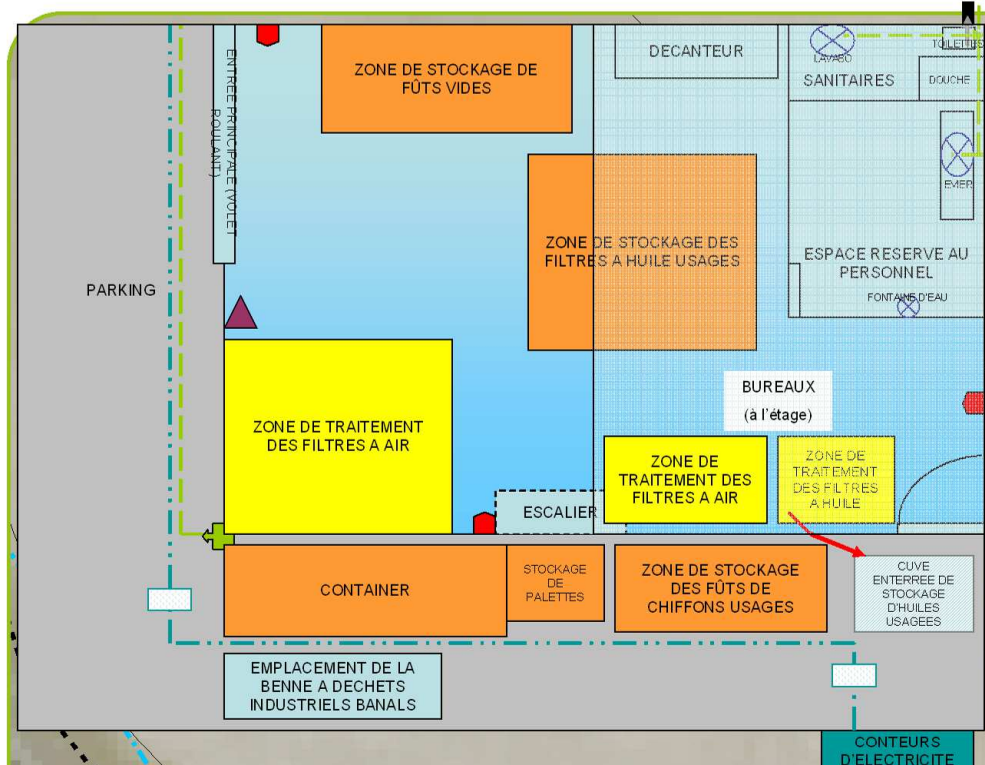 ENTREE PRINCIPALE (VOLET
ROULANT)
ZONE DE STOCKAGE DE
FÛTS VIDES
DECANTEUR
LAVABO
TOILETTES
SANITAIRES
DOUCHE
EMER
ZONE DE STOCKAGE DES
FILTRES A HUILE USAGES
ESPACE RESERVE AU
PERSONNEL
FONTAINE D'EAU
PARKING
BUREAUX
(à l'étage)
ZONE DE TRAITEMENT
DES FILTRES A AIR
ZONE DE
TRAITEMENT DES
FILTRES A AIR
ZONE DE
TRAITEMENT
DES FILTRES
A HUILE
ESCALIER
CONTAINER
STOCKAGE
DE
PALETTES
ZONE DE STOCKAGE
DES FÛTS DE
CHIFFONS USAGES
CUVE
ENTERREE DE
STOCKAGE
D'HUILES
USAGEES
EMPLACEMENT DE LA
BENNE A DECHETS
INDUSTRIELS BANALS
CONTEURS
D'ELECTRICITE